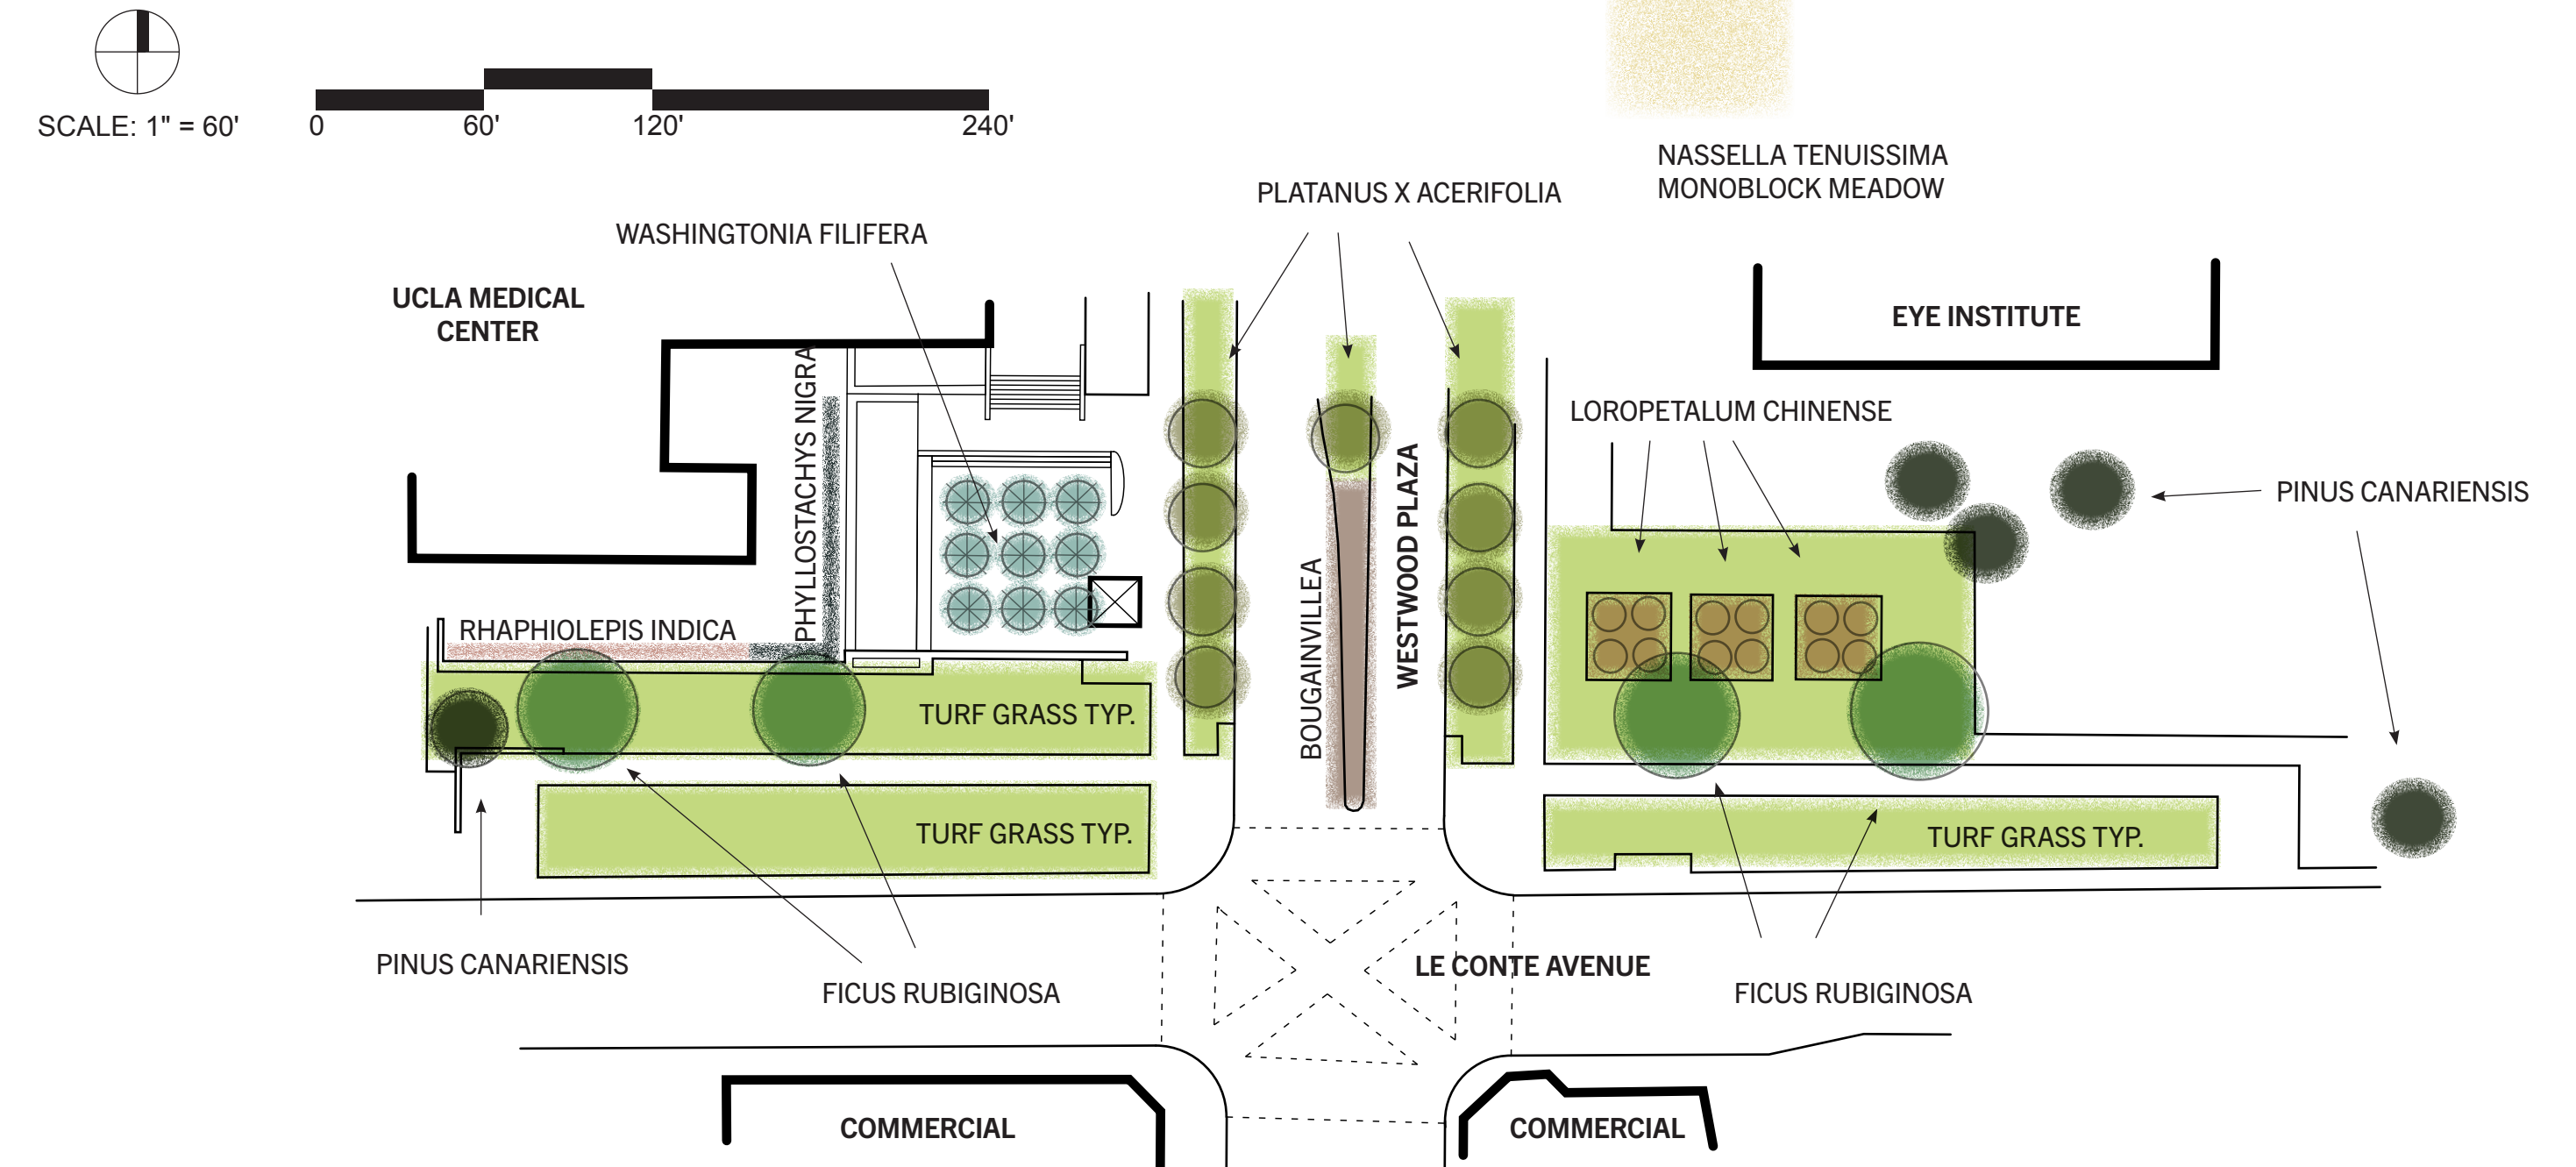 SCALE: 1" = 60'
0
60'
120'
240'
NASSELLA TENUISSIMA
MONOBLOCK MEADOW
PLATANUS X ACERIFOLIA
WASHINGTONIA FILIFERA
UCLA MEDICAL
CENTER
EYE INSTITUTE
PHYLLOSTACHYS NIGRA
LOROPETALUM CHINENSE
WESTWOOD PLAZA
PINUS CANARIENSIS
BOUGAINVILLEA
RHAPHIOLEPIS INDICA
TURF GRASS TYP.
TURF GRASS TYP.
TURF GRASS TYP.
PINUS CANARIENSIS
LE CONTE AVENUE
FICUS RUBIGINOSA
FICUS RUBIGINOSA
COMMERCIAL
COMMERCIAL